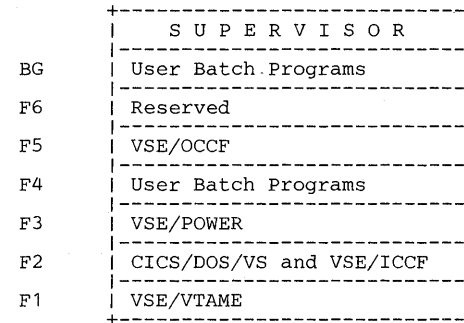 S U P E R V I S O R
BG User Batch Programs
F6 Reserved
F5 VSE/OCCF
F4 User Batch Programs
F3 VSE/POWER
F2 CICS/DOS/VS and VSE/ICCF
F1 VSE/VTAME